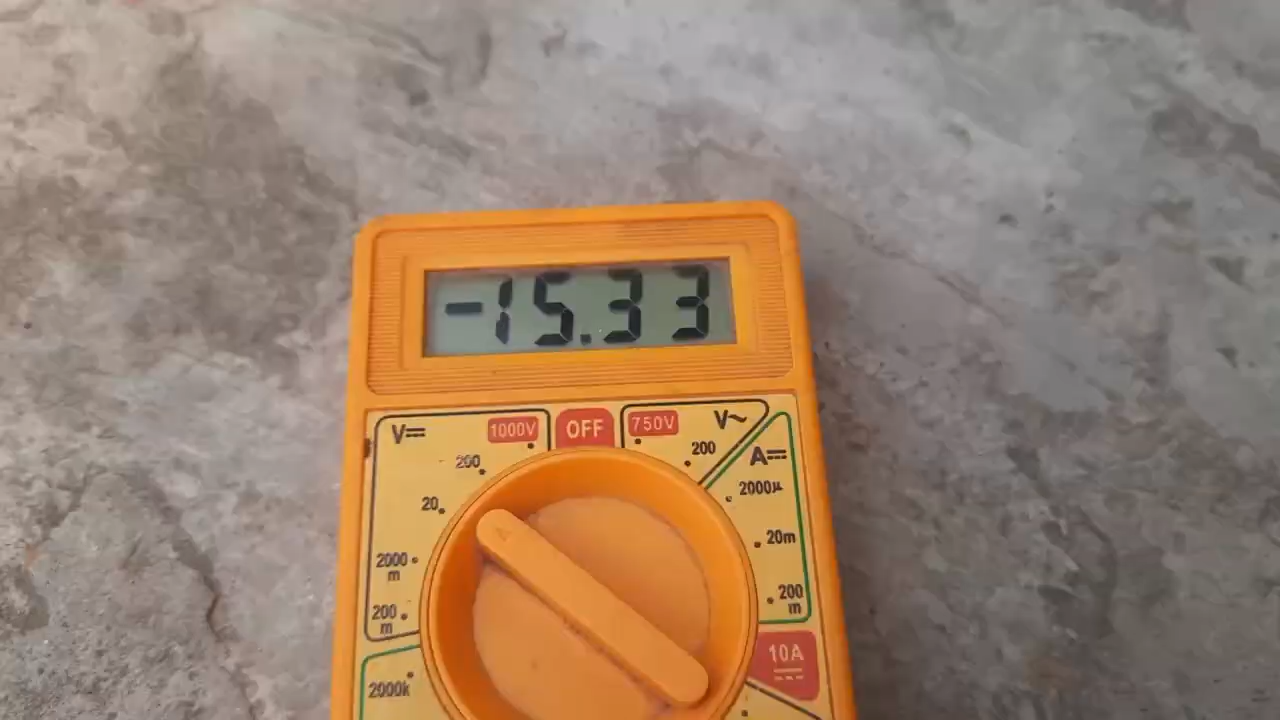 -15.33
V⎓ 1000V OFF 750V V~
200 200 A⎓
20 2000µ
2000 20m
m
200 200
m m
10A
2000k